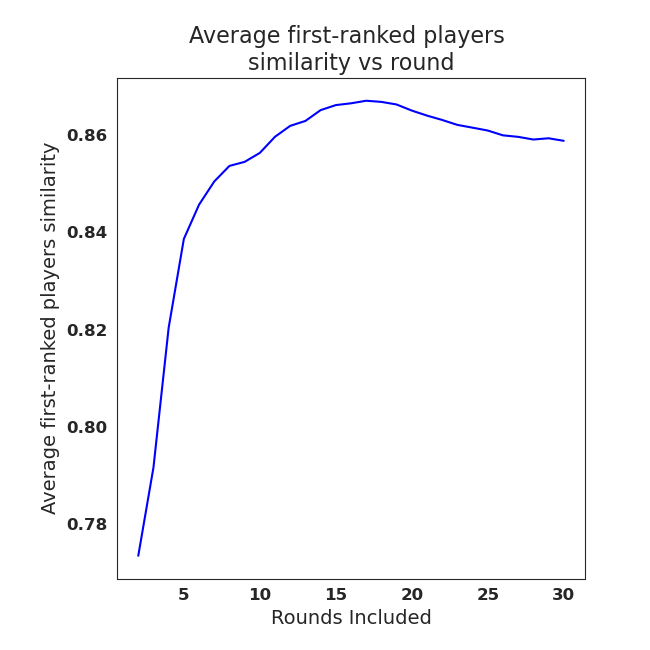 Average first-ranked players
similarity vs round
Average first-ranked players similarity
0.86
0.84
0.82
0.80
0.78
5 10 15 20 25 30
Rounds Included